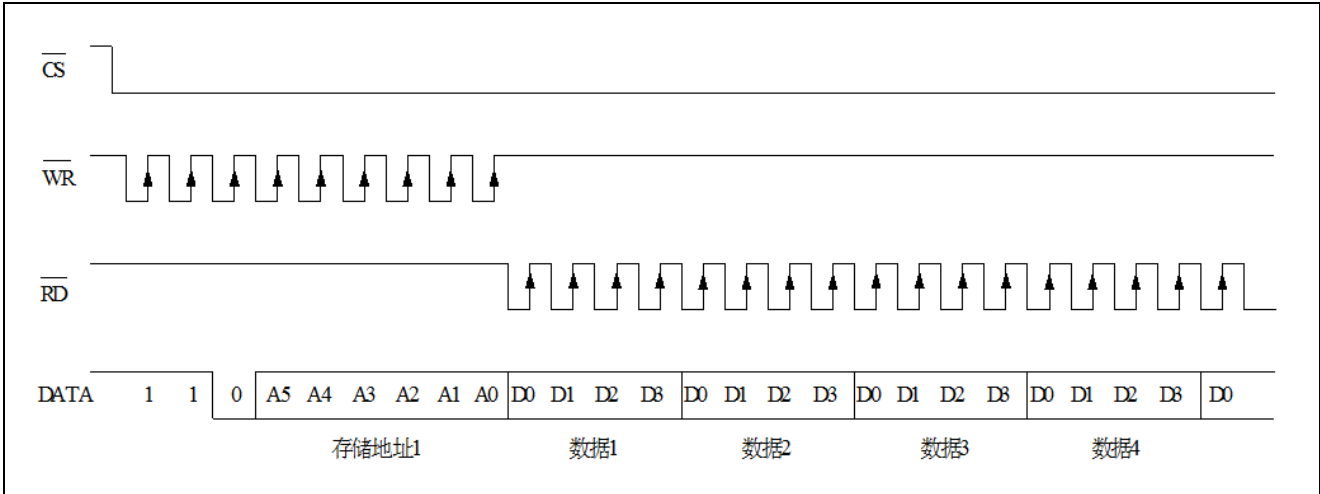 CS
WR
RD
DATA 1 1 0 A5 A4 A3 A2 A1 A0 D0 D1 D2 D3 D0 D1 D2 D3 D0 D1 D2 D3 D0 D1 D2 D3 D0
存储地址1 数据1 数据2 数据3 数据4